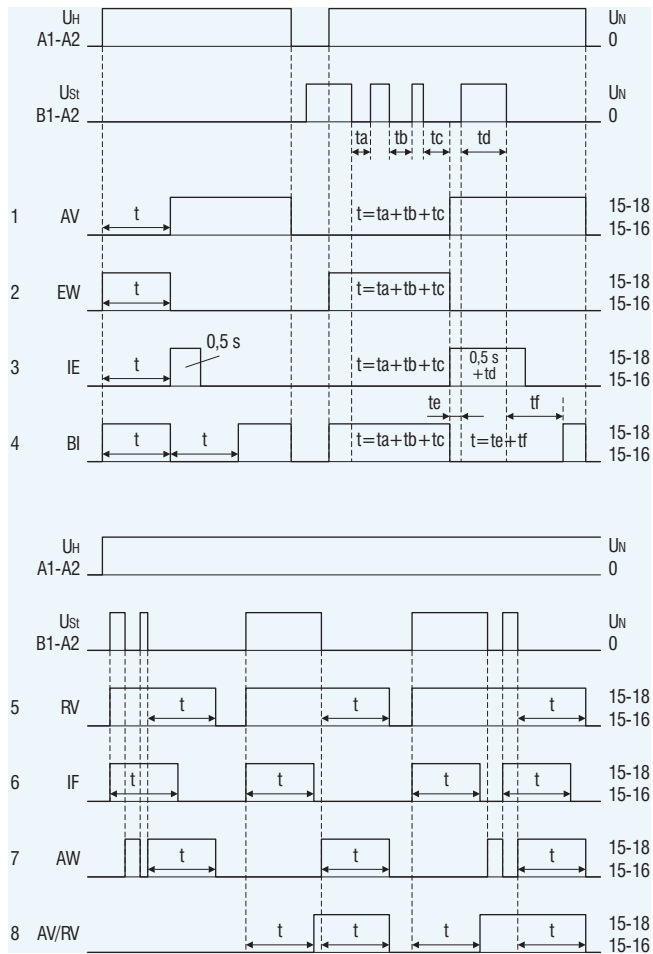 UH UN
A1-A2 0
USt UN
B1-A2 0
ta tb tc td
1 AV t t=ta+tb+tc 15-18
15-16
2 EW t t=ta+tb+tc 15-18
15-16
0,5 s
3 IE t t=ta+tb+tc 0,5 s 15-18
+td 15-16
te tf
4 BI t t t=ta+tb+tc t=te+tf 15-18
15-16
UH UN
A1-A2 0
USt UN
B1-A2 0
5 RV t t t 15-18
15-16
6 IF t t t t 15-18
15-16
7 AW t t t 15-18
15-16
8 AV/RV t t t t 15-18
15-16